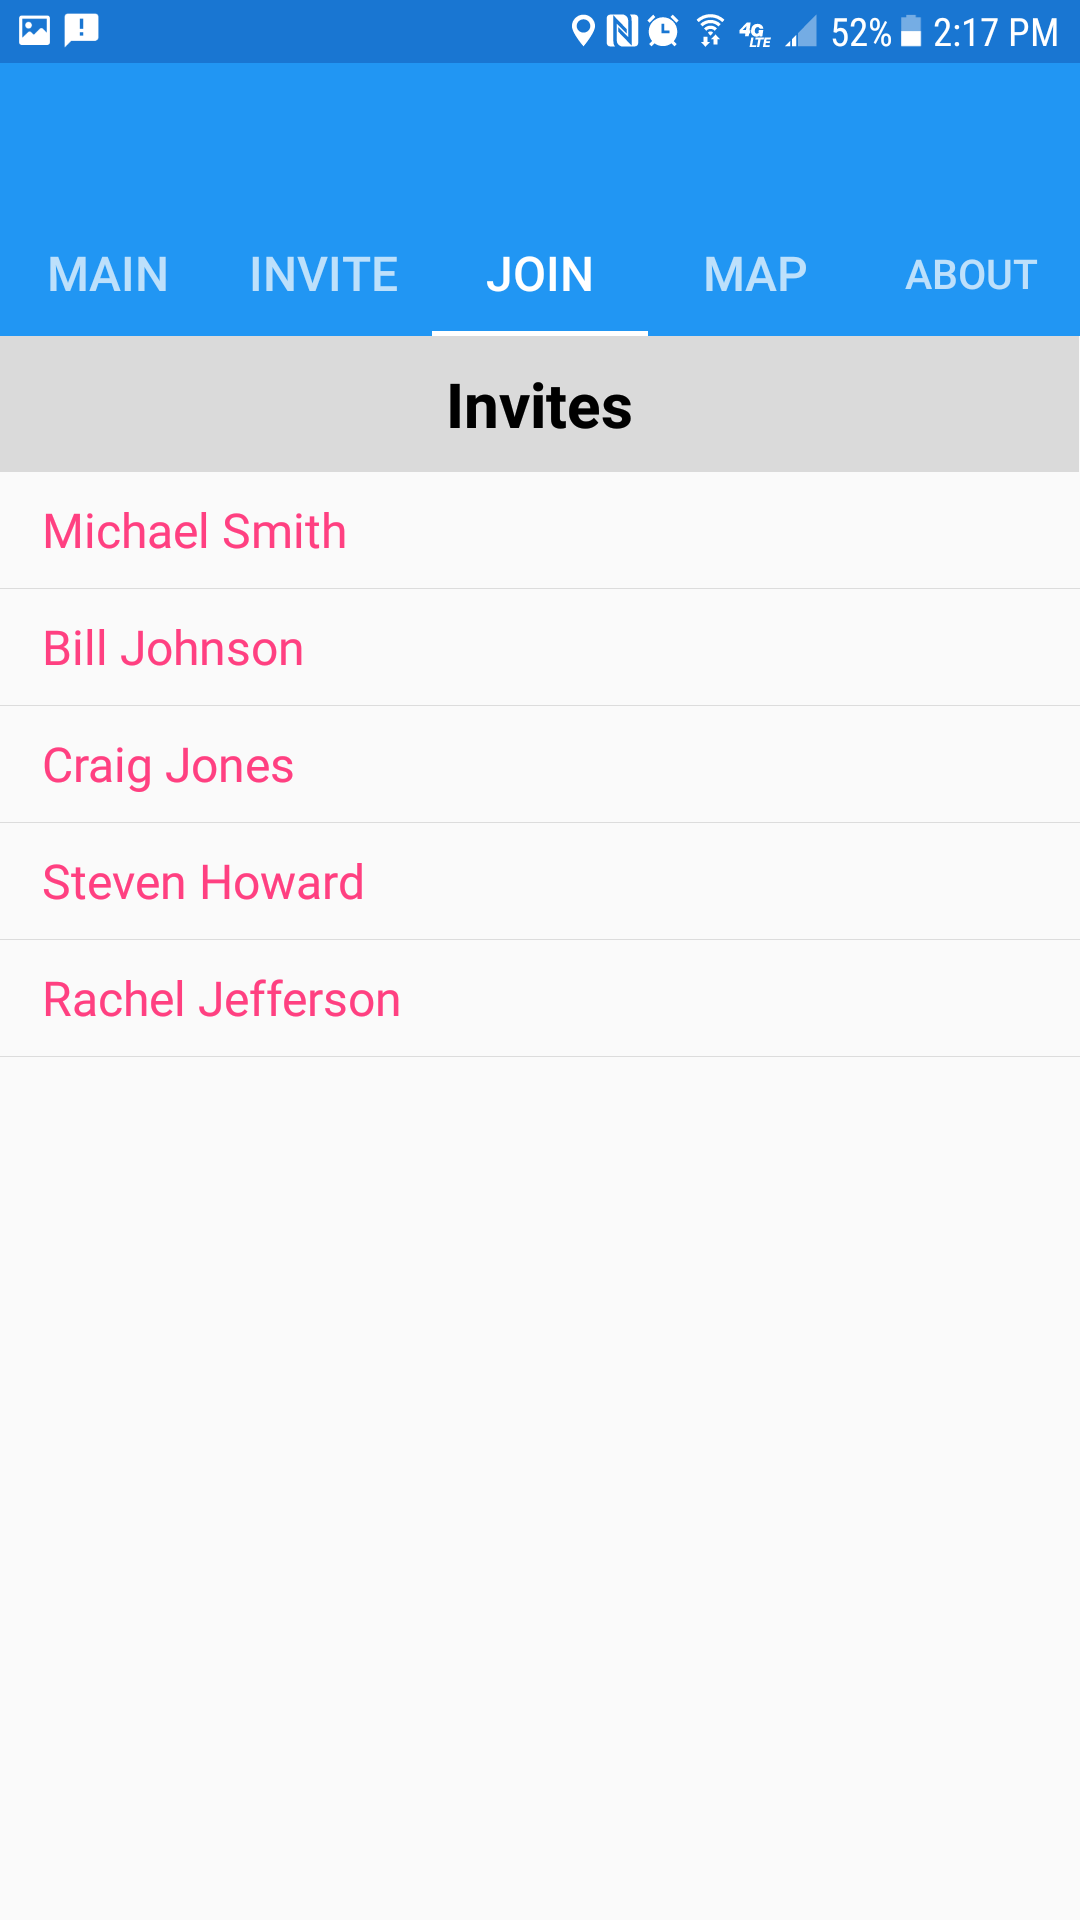 4G LTE 52% 2:17 PM
MAIN INVITE JOIN MAP ABOUT
Invites
Michael Smith
Bill Johnson
Craig Jones
Steven Howard
Rachel Jefferson